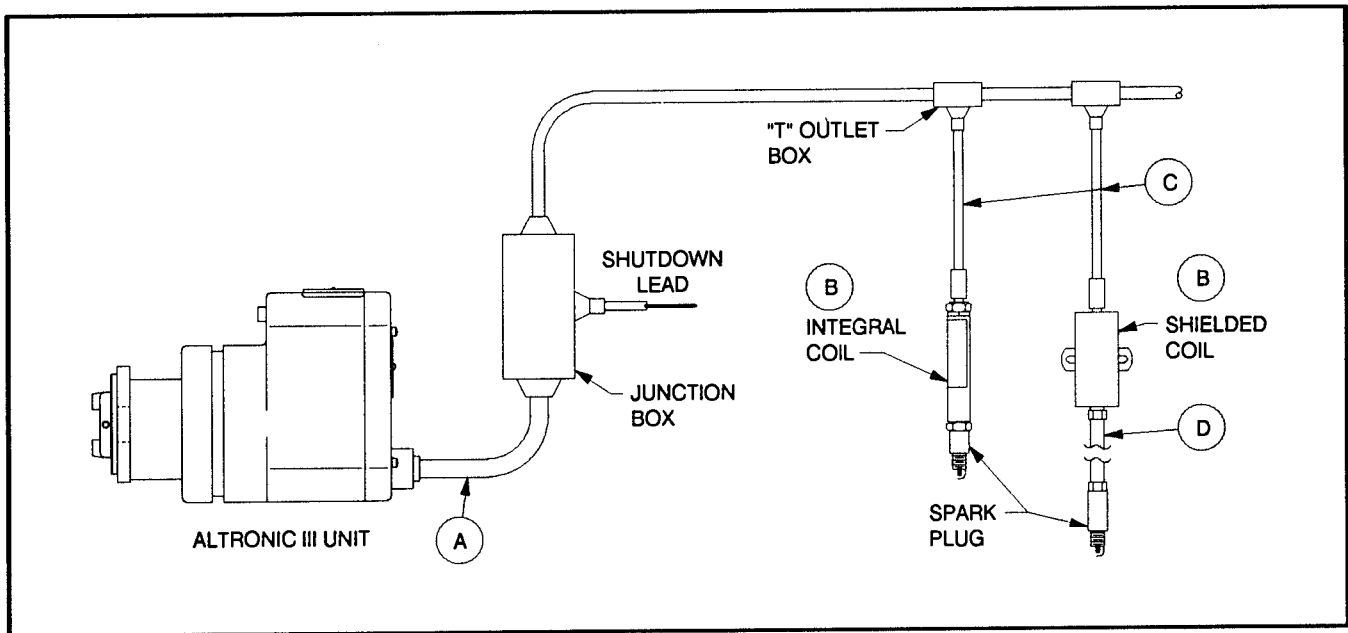 "T" OUTLET
BOX
C
SHUTDOWN
LEAD
B
INTEGRAL
COIL
B
SHIELDED
COIL
JUNCTION
BOX
D
SPARK
PLUG
ALTRONIC III UNIT
A